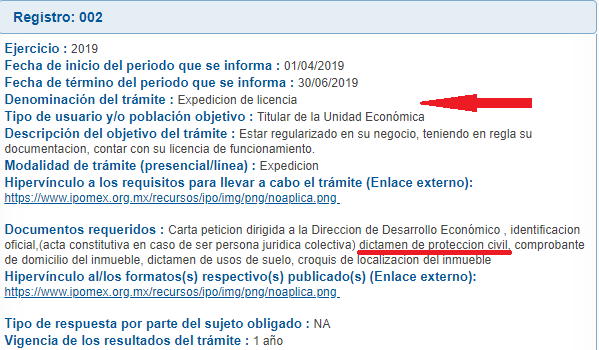 Registro: 002
Ejercicio : 2019
Fecha de inicio del periodo que se informa : 01/04/2019
Fecha de término del periodo que se informa : 30/06/2019
Denominación del trámite : Expedicion de licencia
Tipo de usuario y/o población objetivo : Titular de la Unidad Económica
Descripción del objetivo del trámite : Estar regularizado en su negocio, teniendo en regla su
documentacion, contar con su licencia de funcionamiento.
Modalidad de trámite (presencial/línea) : Expedicion
Hipervínculo a los requisitos para llevar a cabo el trámite (Enlace externo):
https://www.ipomex.org.mx/recursos/ipo/img/png/noaplica.png
Documentos requeridos : Carta peticion dirigida a la Direccion de Desarrollo Económico , identificacion
oficial,(acta constitutiva en caso de ser persona juridica colectiva) dictamen de proteccion civil, comprobante
de domicilio del inmueble, dictamen de usos de suelo, croquis de localizacion del inmueble
Hipervínculo al/los formatos(s) respectivo(s) publicado(s) (Enlace externo):
https://www.ipomex.org.mx/recursos/ipo/img/png/noaplica.png
Tipo de respuesta por parte del sujeto obligado : NA
Vigencia de los resultados del trámite : 1 año